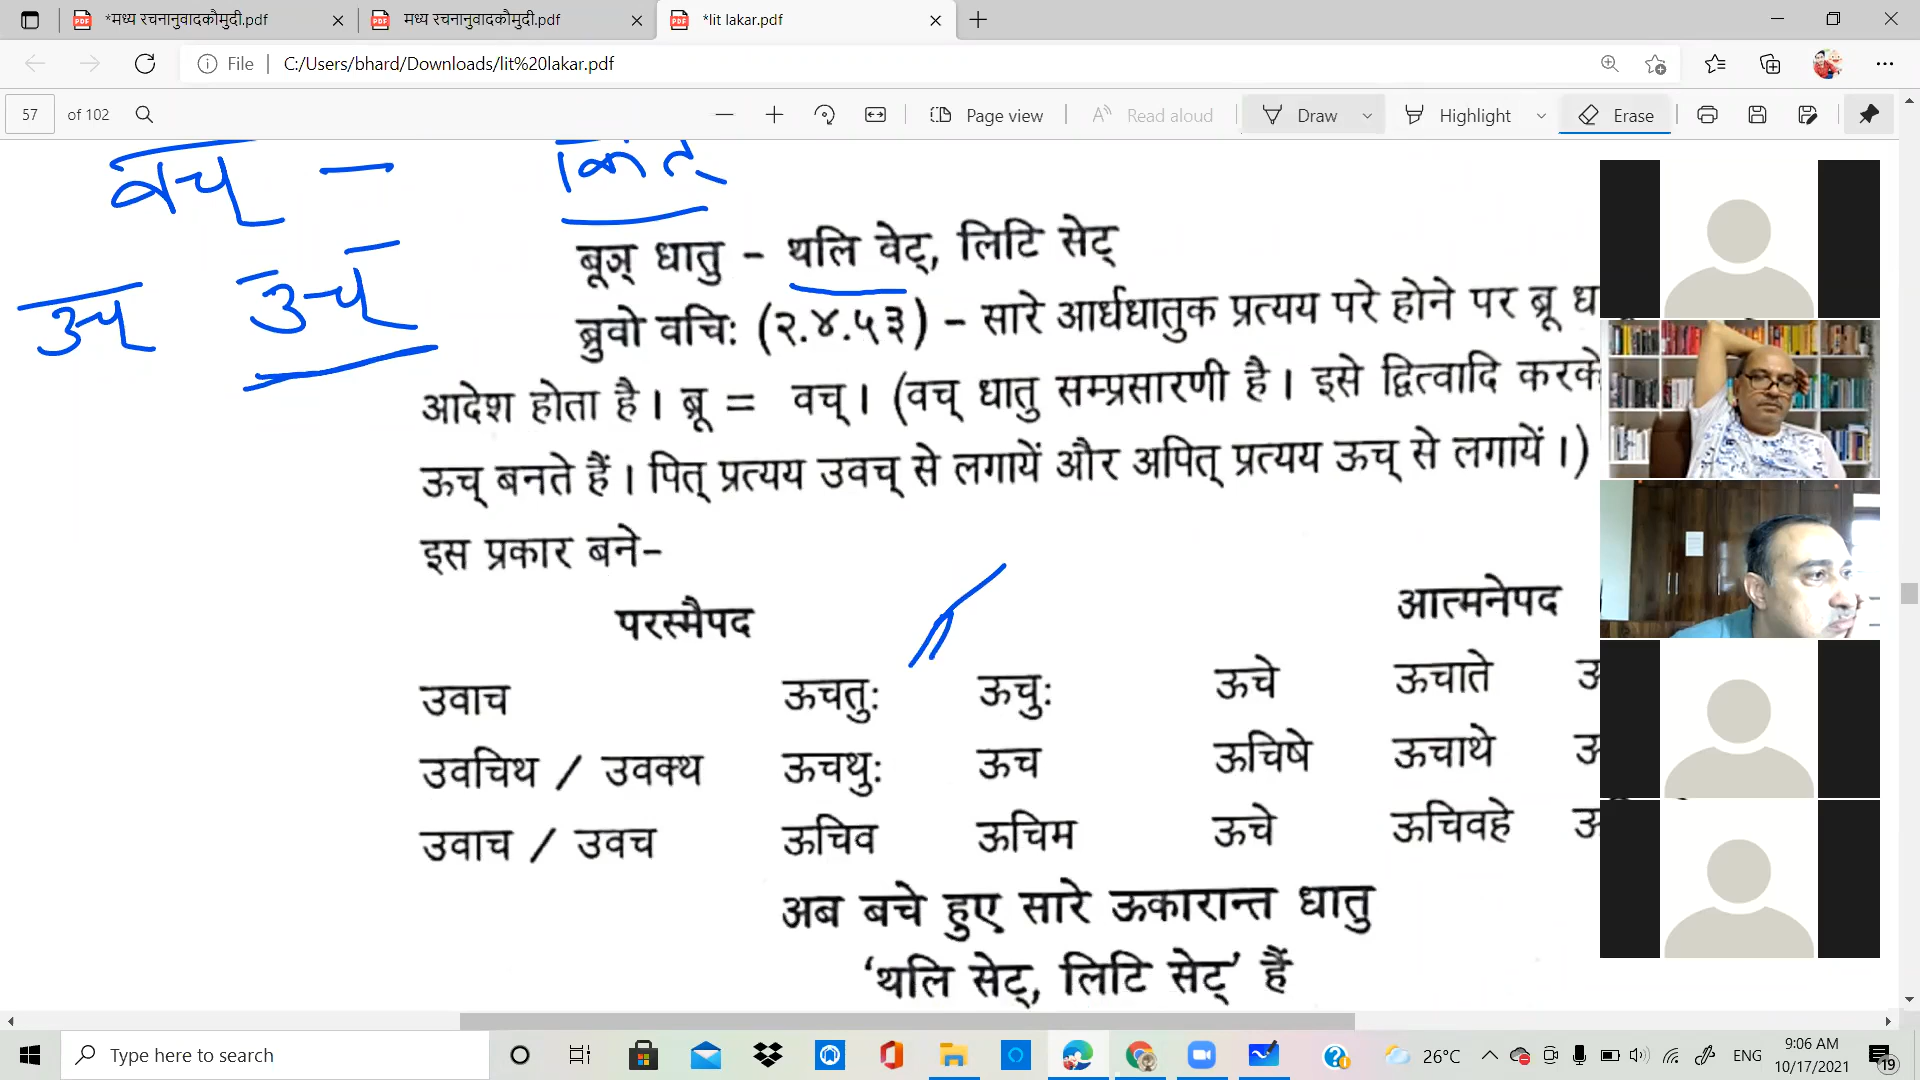 *मध्य रचनानुवादकौमुदी.pdf
मध्य रचनानुवादकौमुदी.pdf
*lit lakar.pdf
File
C:/Users/bhard/Downloads/lit%20lakar.pdf
57 of 102
Page view
Read aloud
Draw
Highlight
Erase
वच् –
कित्
उच् उच्
बूञ् धातु – थलि वेट्, लिटि सेट्
ब्रुवो वचिः (२.४.५३) – सारे आर्धधातुक प्रत्यय परे होने पर ब्रू
आदेश होता है । ब्रू = वच् । (वच् धातु सम्प्रसारणी है । इसे द्वित्वादि करके
ऊच् बनते हैं । पित् प्रत्यय उवच् से लगायें और अपित् प्रत्यय ऊच् से लगायें ।)
इस प्रकार बने–
परस्मैपद आत्मनेपद
उवाच ऊचतुः ऊचुः ऊचे ऊचाते
उवचिथ / उवक्थ ऊचथुः ऊच ऊचिषे ऊचाथे
उवाच / उवच ऊचिव ऊचिम ऊचे ऊचिवहे
अब बचे हुए सारे ऊकारान्त धातु
‘थलि सेट्, लिटि सेट्’ हैं
Type here to search
26°C
ENG
9:06 AM
10/17/2021
19